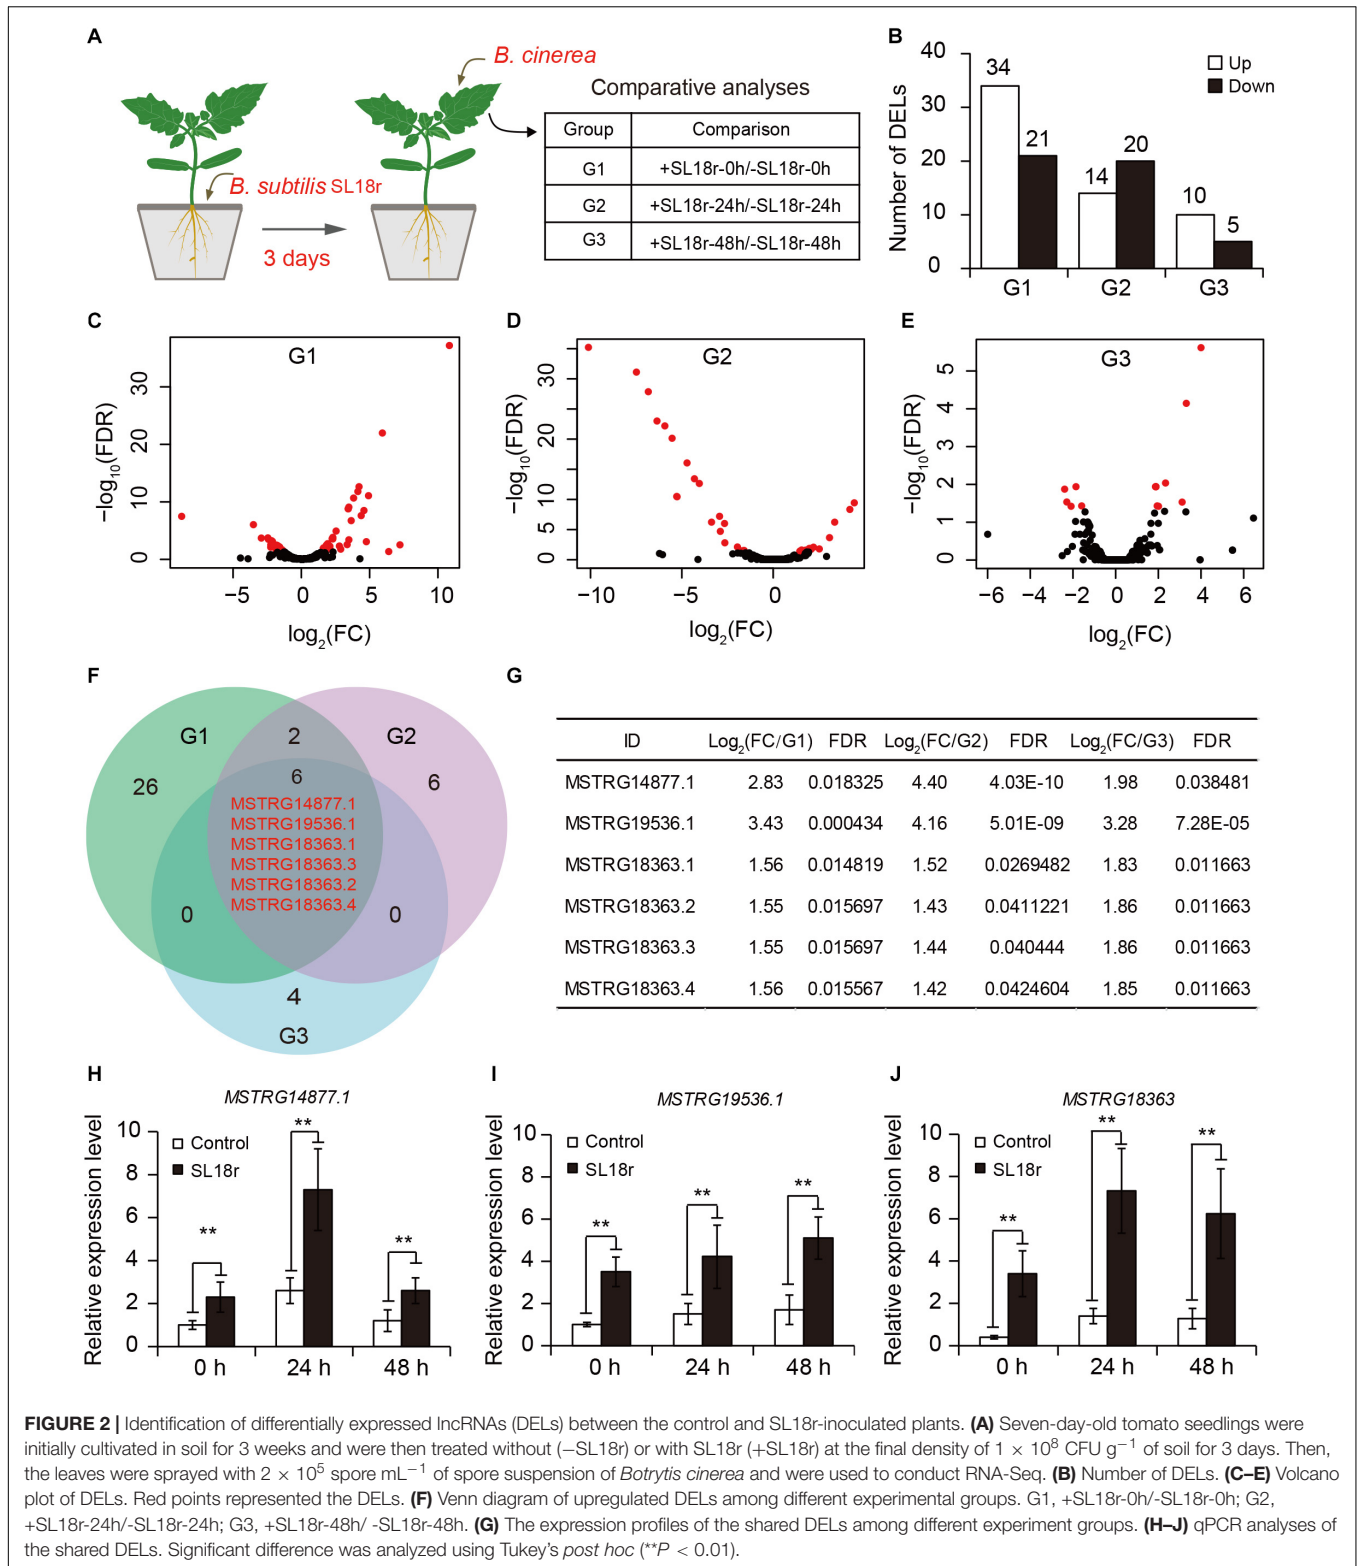 A
B. cinerea
B. subtilis SL18r
3 days
Comparative analyses
Group Comparison
G1 +SL18r-0h/-SL18r-0h
G2 +SL18r-24h/-SL18r-24h
G3 +SL18r-48h/-SL18r-48h
B
Number of DELs
40
30
20
10
0
34
21
14
20
10
5
Up
Down
G1 G2 G3
C
G1
−log10(FDR)
30
20
10
0
−5 0 5 10
log2(FC)
D
G2
−log10(FDR)
30
20
10
5
0
−10 −5 0
log2(FC)
E
G3
−log10(FDR)
5
4
3
2
1
0
−6 −4 −2 0 2 4 6
log2(FC)
F
G1 2 G2
26 6 6
MSTRG14877.1
MSTRG19536.1
MSTRG18363.1
MSTRG18363.3
MSTRG18363.2
MSTRG18363.4
0 0
4
G3
G
ID Log2(FC/G1) FDR Log2(FC/G2) FDR Log2(FC/G3) FDR
MSTRG14877.1 2.83 0.018325 4.40 4.03E-10 1.98 0.038481
MSTRG19536.1 3.43 0.000434 4.16 5.01E-09 3.28 7.28E-05
MSTRG18363.1 1.56 0.014819 1.52 0.0269482 1.83 0.011663
MSTRG18363.2 1.55 0.015697 1.43 0.0411221 1.86 0.011663
MSTRG18363.3 1.55 0.015697 1.44 0.040444 1.86 0.011663
MSTRG18363.4 1.56 0.015567 1.42 0.0424604 1.85 0.011663
H
MSTRG14877.1
Relative expression level
10
8
6
4
2
0
Control
SL18r
** ** **
0 h 24 h 48 h
I
MSTRG19536.1
Relative expression level
10
8
6
4
2
0
Control
SL18r
** ** **
0 h 24 h 48 h
J
MSTRG18363
Relative expression level
10
8
6
4
2
0
Control
SL18r
** ** **
0 h 24 h 48 h
FIGURE 2 | Identification of differentially expressed lncRNAs (DELs) between the control and SL18r-inoculated plants. (A) Seven-day-old tomato seedlings were
initially cultivated in soil for 3 weeks and were then treated without (−SL18r) or with SL18r (+SL18r) at the final density of 1 × 10⁸ CFU g⁻¹ of soil for 3 days. Then,
the leaves were sprayed with 2 × 10⁵ spore mL⁻¹ of spore suspension of Botrytis cinerea and were used to conduct RNA-Seq. (B) Number of DELs. (C–E) Volcano
plot of DELs. Red points represented the DELs. (F) Venn diagram of upregulated DELs among different experimental groups. G1, +SL18r-0h/-SL18r-0h; G2,
+SL18r-24h/-SL18r-24h; G3, +SL18r-48h/ -SL18r-48h. (G) The expression profiles of the shared DELs among different experiment groups. (H–J) qPCR analyses of
the shared DELs. Significant difference was analyzed using Tukey's post hoc (**P < 0.01).